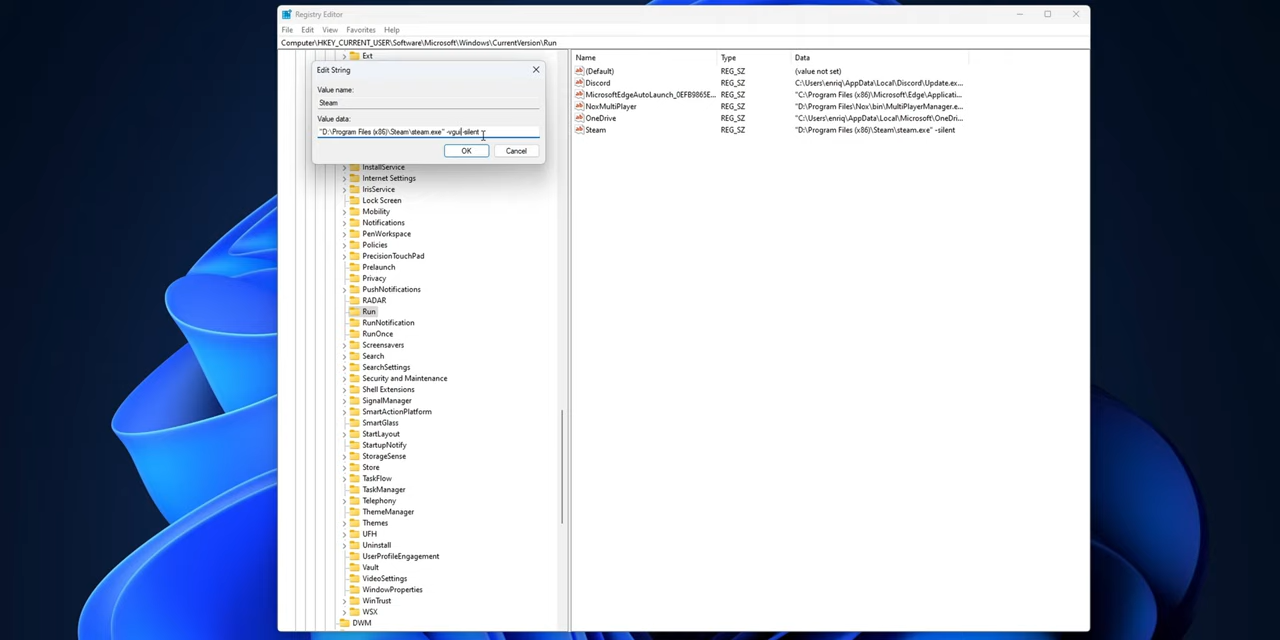 Registry Editor
File Edit View Favorites Help
Computer\HKEY_CURRENT_USER\Software\Microsoft\Windows\CurrentVersion\Run
Ext
Edit String
Value name:
Steam
Value data:
"D:\Program Files (x86)\Steam\steam.exe" -vgui -silent
OK Cancel
InstallService
Internet Settings
IrisService
Lock Screen
Mobility
Notifications
PenWorkspace
Policies
PrecisionTouchPad
Prelaunch
Privacy
PushNotifications
RADAR
Run
RunNotification
RunOnce
Screensavers
Search
SearchSettings
Security and Maintenance
Shell Extensions
SignalManager
SmartActionPlatform
SmartGlass
StartLayout
StartupNotify
StorageSense
Store
TaskFlow
TaskManager
Telephony
ThemeManager
Themes
UFH
Uninstall
UserProfileEngagement
Vault
VideoSettings
WindowProperties
WinTrust
WSX
DWM
Name Type Data
(Default) REG_SZ (value not set)
Discord REG_SZ C:\Users\enriq\AppData\Local\Discord\Update.ex...
MicrosoftEdgeAutoLaunch_0EFB9865E... REG_SZ "C:\Program Files (x86)\Microsoft\Edge\Applicati...
NoxMultiPlayer REG_SZ "D:\Program Files\Nox\bin\MultiPlayerManager.e...
OneDrive REG_SZ "C:\Users\enriq\AppData\Local\Microsoft\OneDri...
Steam REG_SZ "D:\Program Files (x86)\Steam\steam.exe" -silent